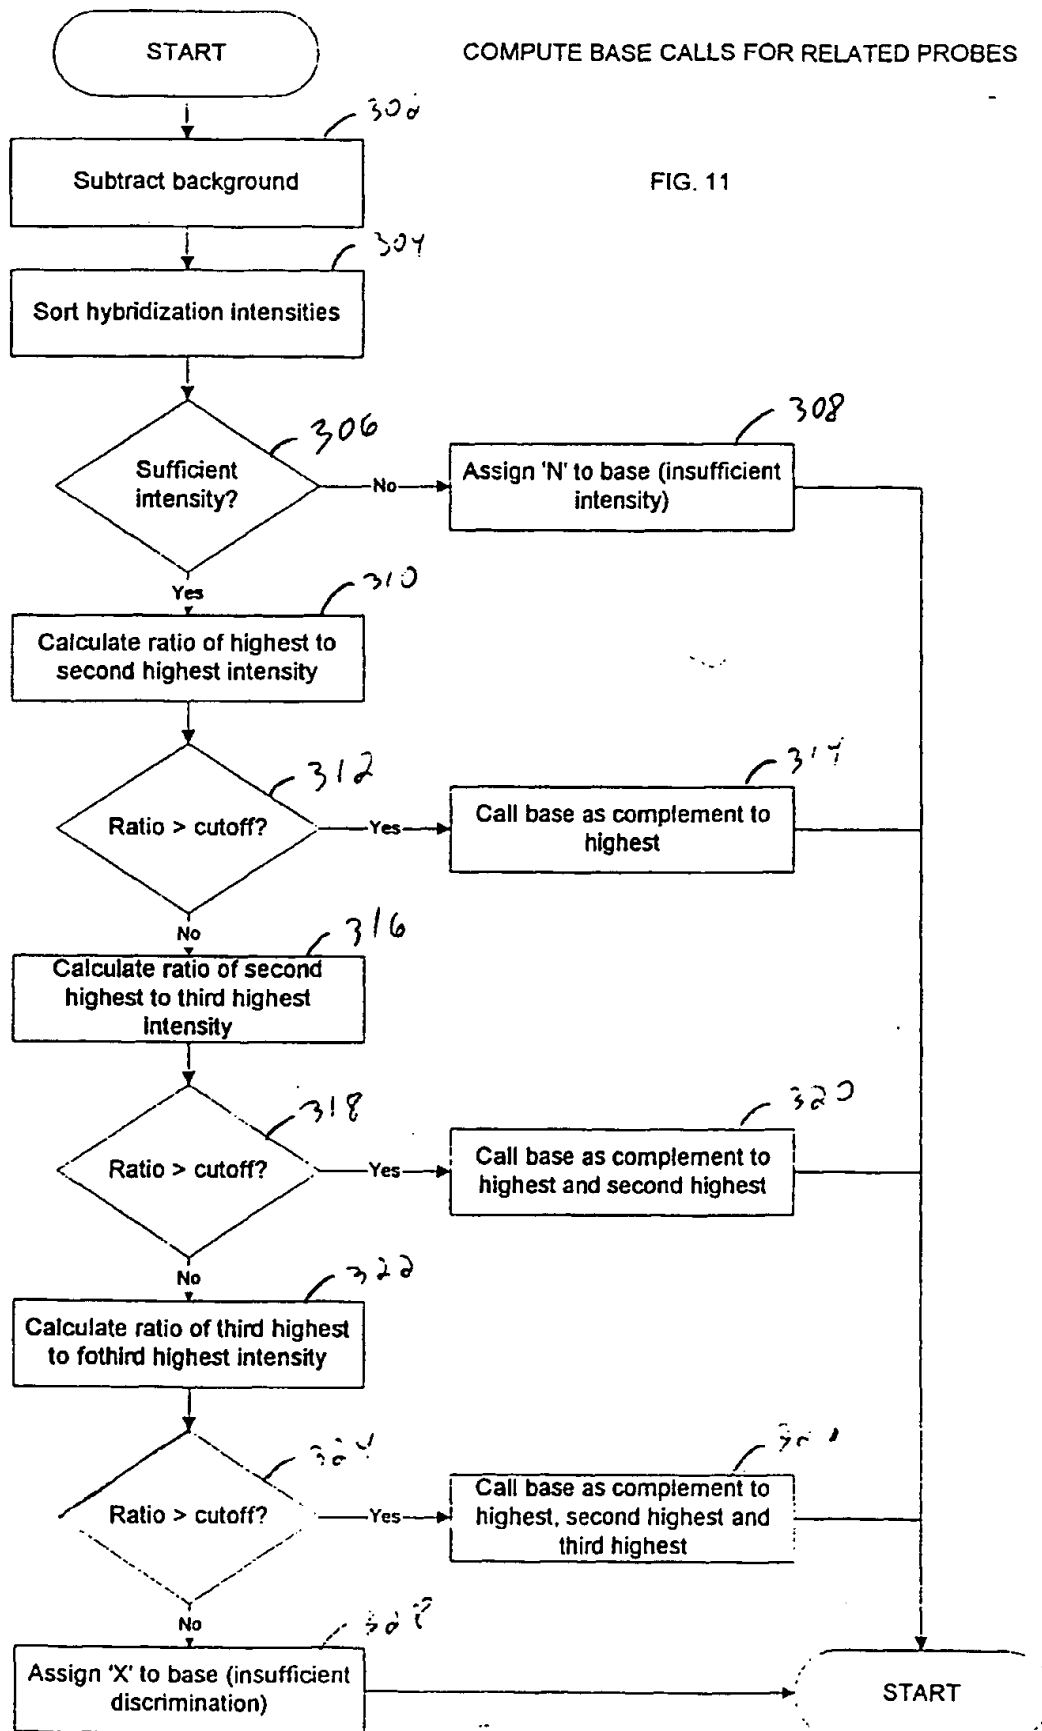 START
COMPUTE BASE CALLS FOR RELATED PROBES
302
Subtract background
FIG. 11
304
Sort hybridization intensities
306
Sufficient
intensity?
No
308
Assign 'N' to base (insufficient
intensity)
Yes
310
Calculate ratio of highest to
second highest intensity
312
Ratio > cutoff?
Yes
314
Call base as complement to
highest
No
316
Calculate ratio of second
highest to third highest
intensity
318
Ratio > cutoff?
Yes
320
Call base as complement to
highest and second highest
No
322
Calculate ratio of third highest
to fothird highest intensity
324
Ratio > cutoff?
Yes
Call base as complement to
highest, second highest and
third highest
No
328
Assign 'X' to base (insufficient
discrimination)
START